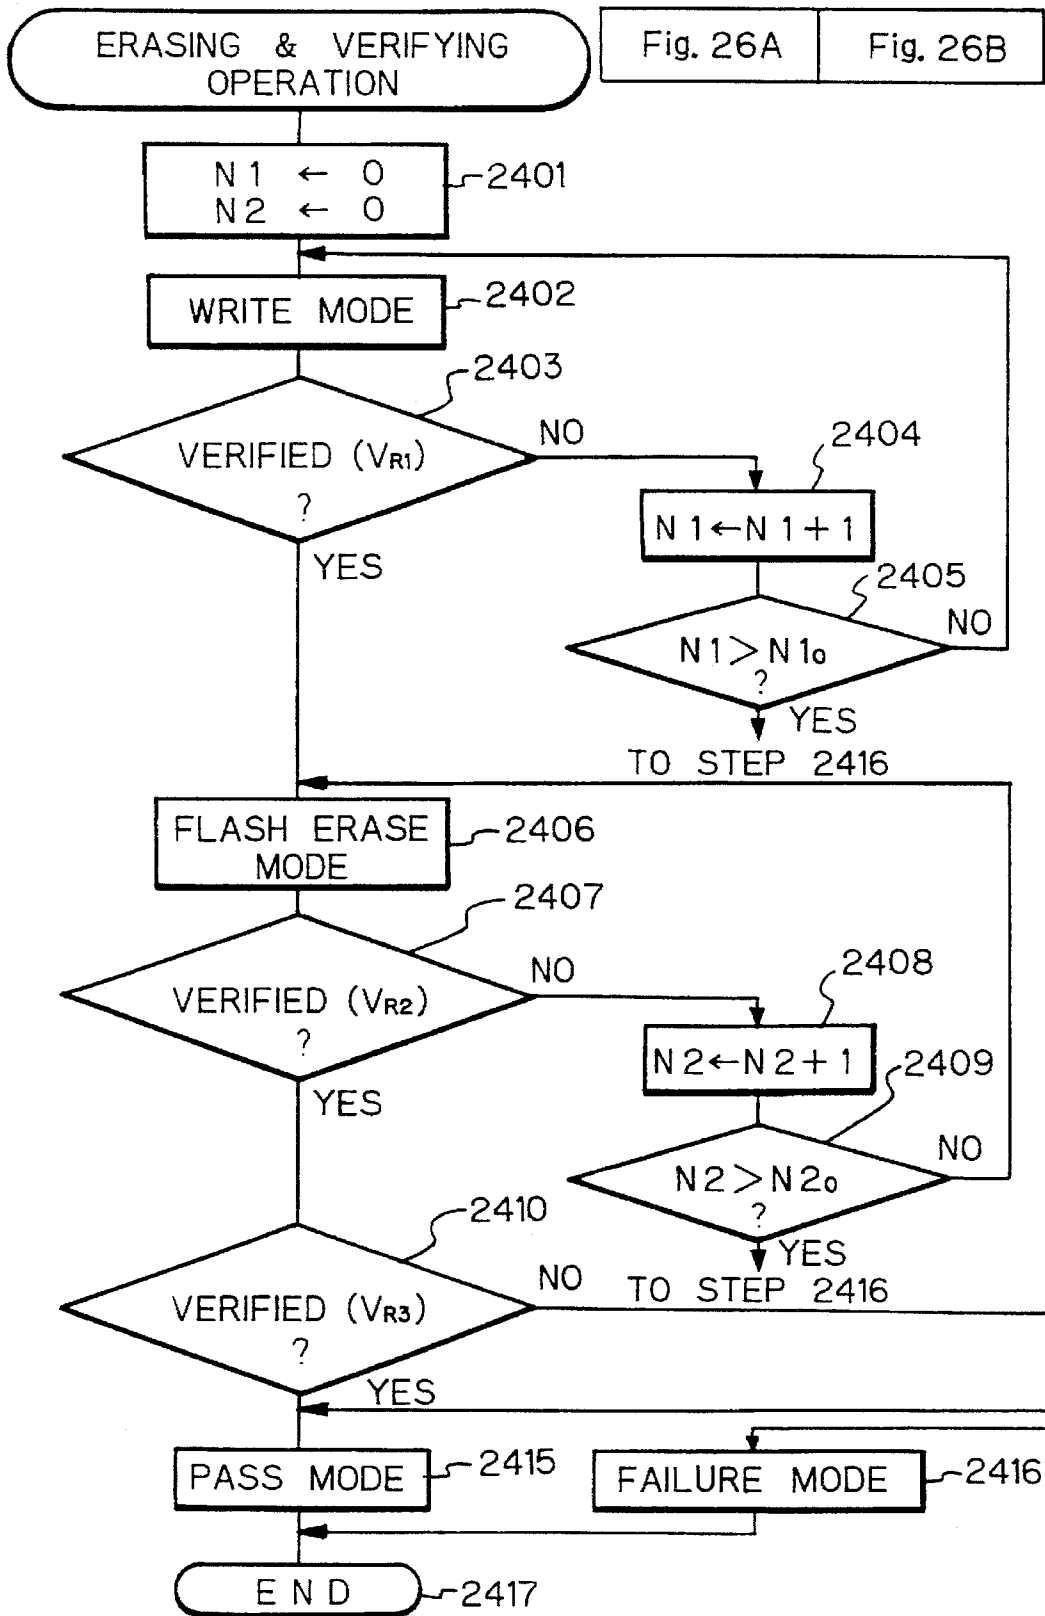 ERASING & VERIFYING
OPERATION
Fig. 26A
Fig. 26B
N1 ← 0
N2 ← 0
2401
WRITE MODE
2402
2403
VERIFIED (VR1)
?
NO
YES
2404
N1←N1+1
2405
N1>N10
?
NO
YES
TO STEP 2416
FLASH ERASE
MODE
2406
2407
VERIFIED (VR2)
?
NO
YES
2408
N2←N2+1
2409
N2>N20
?
NO
YES
TO STEP 2416
2410
VERIFIED (VR3)
?
NO
YES
PASS MODE
2415
FAILURE MODE
2416
END
2417